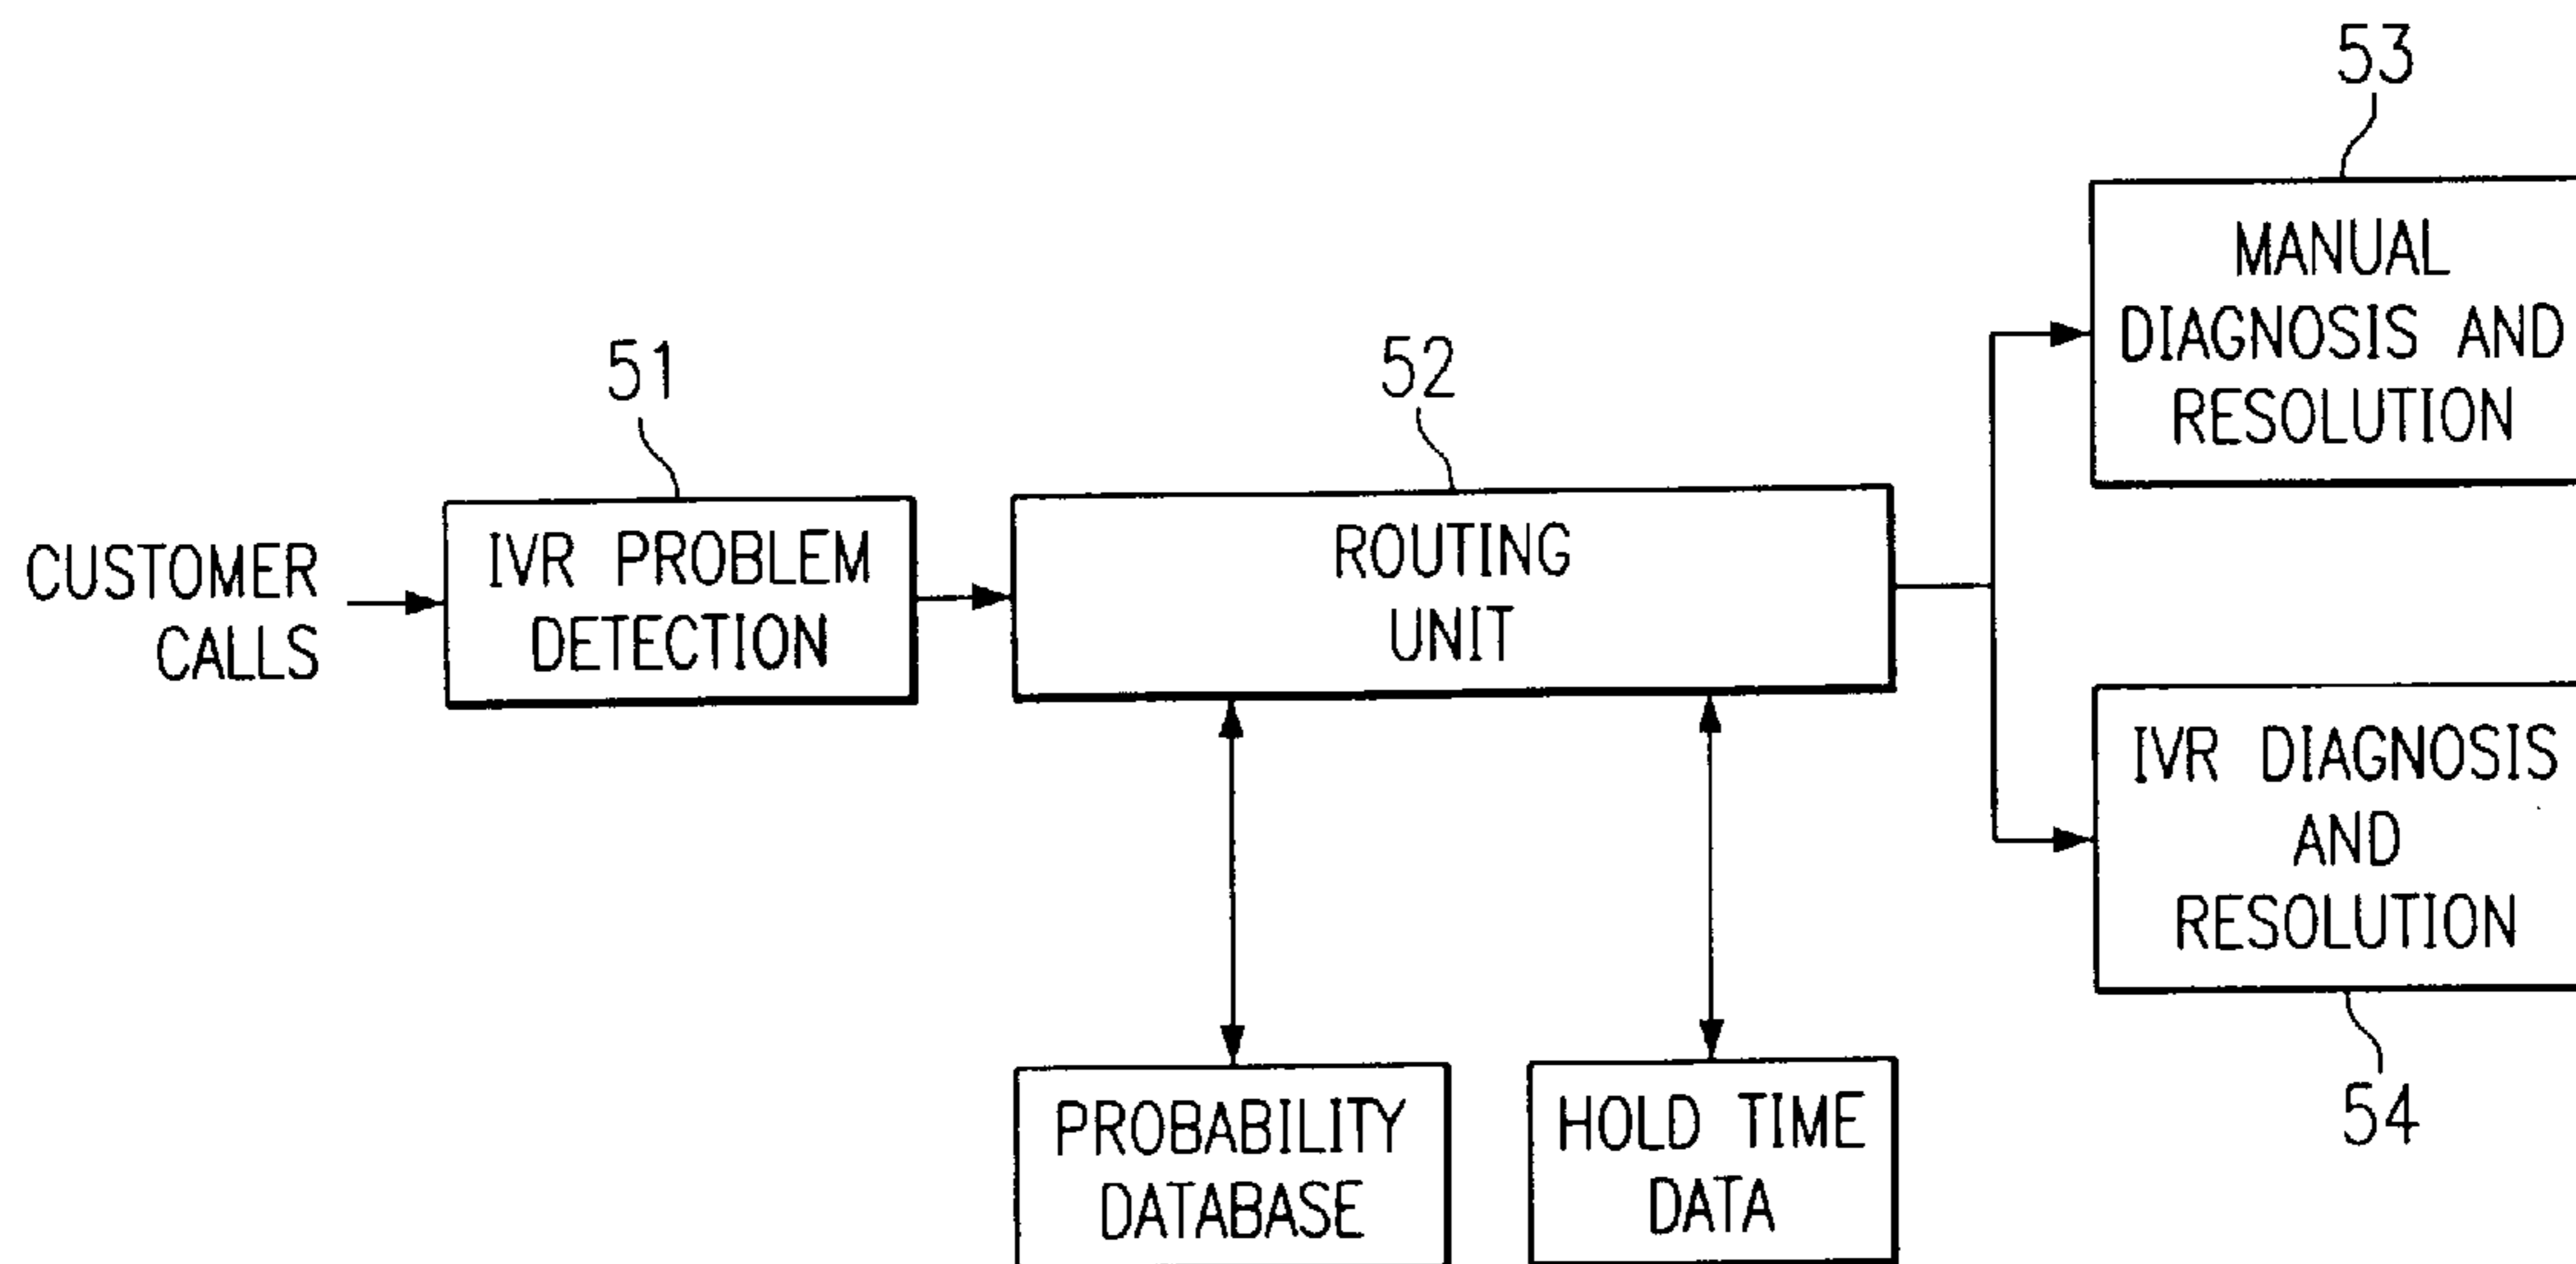 53
MANUAL
DIAGNOSIS AND
RESOLUTION
51
52
CUSTOMER
CALLS
IVR PROBLEM
DETECTION
ROUTING
UNIT
IVR DIAGNOSIS
AND
RESOLUTION
54
PROBABILITY
DATABASE
HOLD TIME
DATA